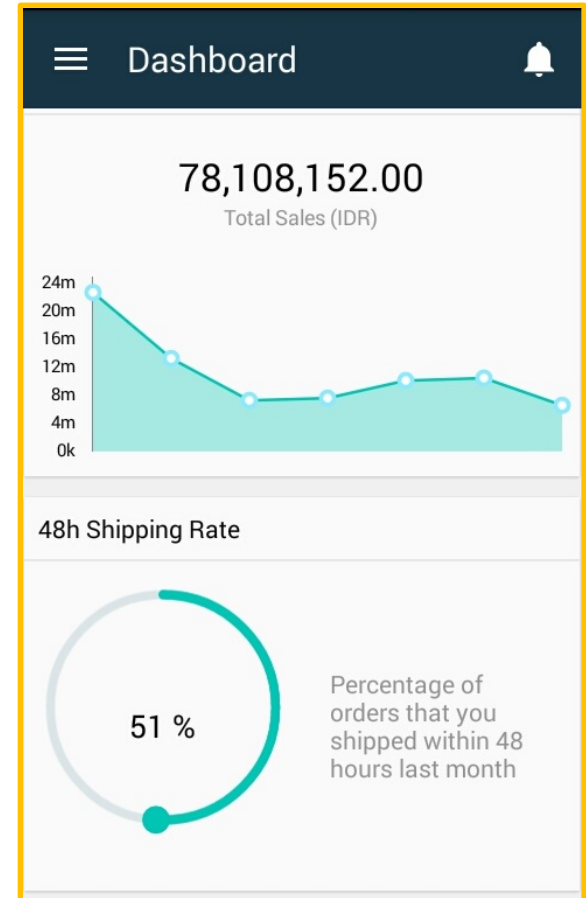 Dashboard
78,108,152.00
Total Sales (IDR)
24m
20m
16m
12m
8m
4m
0k
48h Shipping Rate
51 %
Percentage of
orders that you
shipped within 48
hours last month